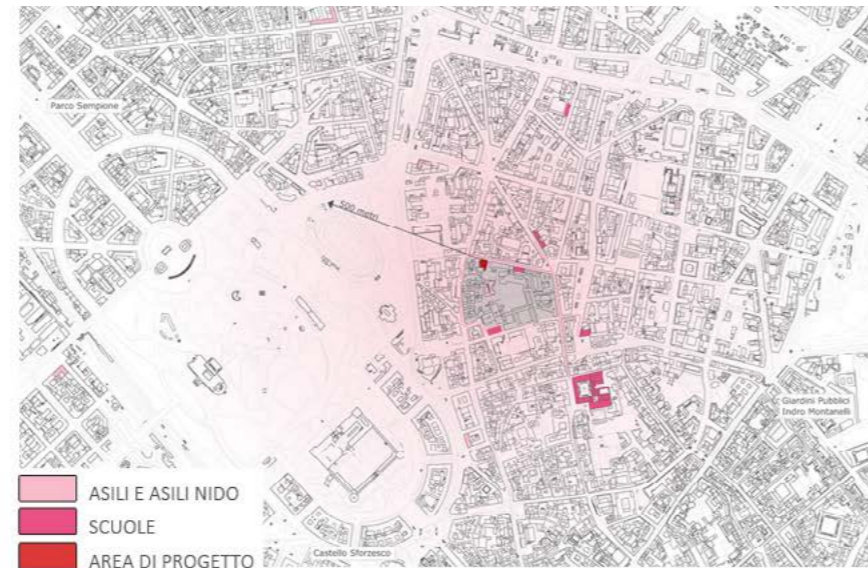 Parco Sempione
500 metri
Giardini Pubblici
Indro Montanelli
ASILI E ASILI NIDO
SCUOLE
AREA DI PROGETTO
Castello Sforzesco